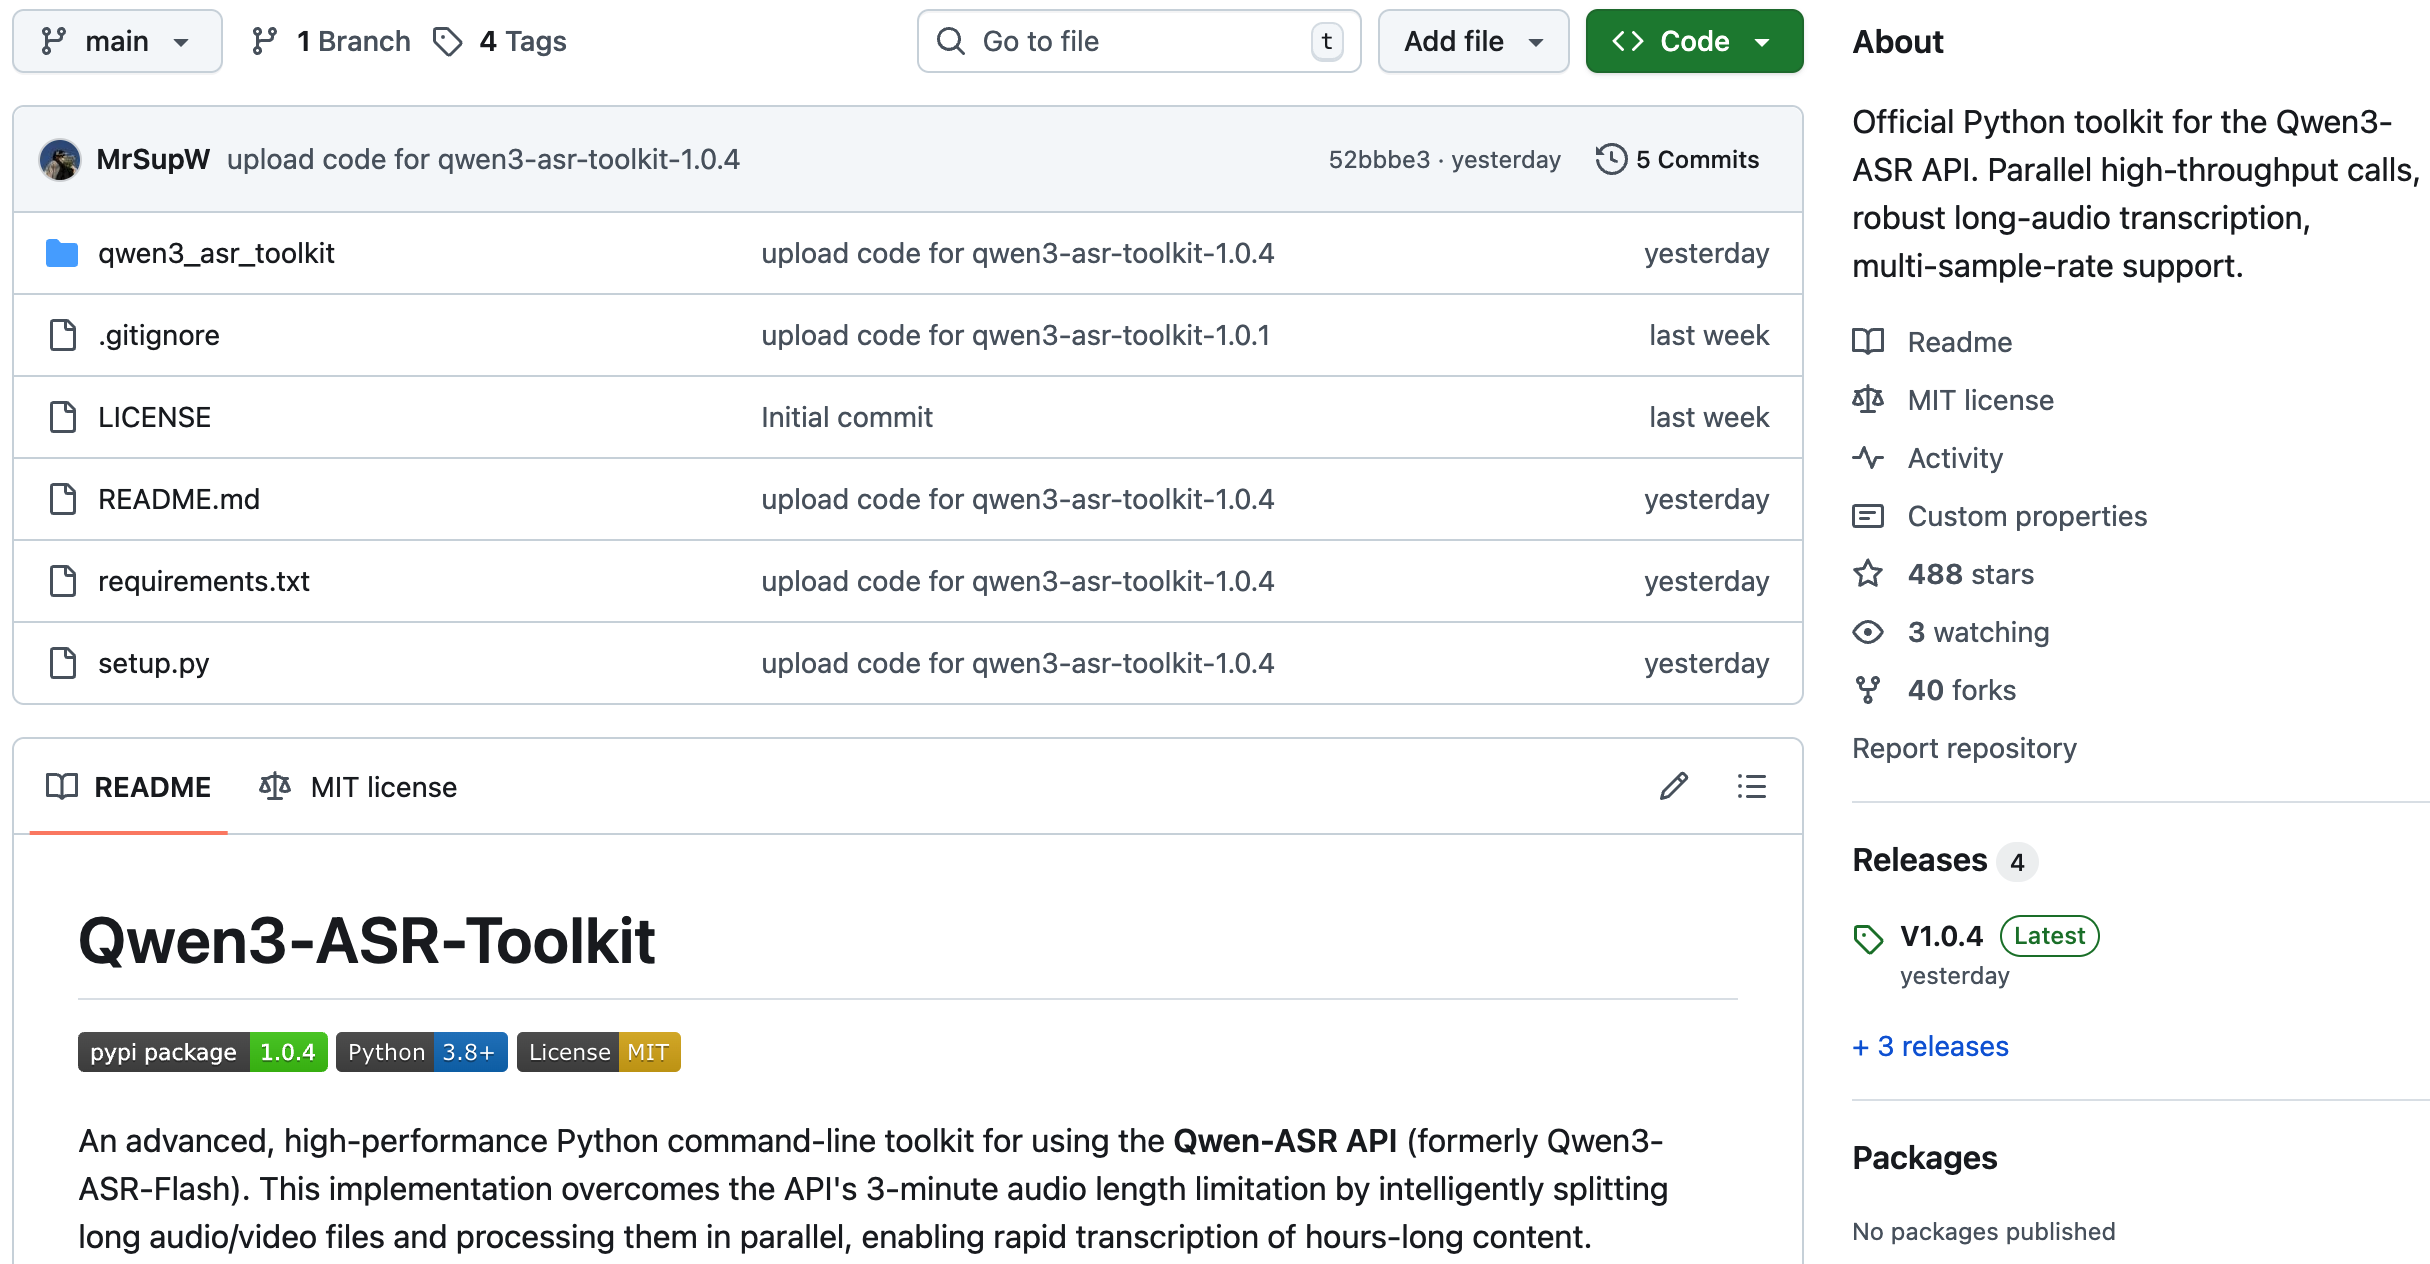 main
1 Branch
4 Tags
Go to file
t
Add file
Code
MrSupW upload code for qwen3-asr-toolkit-1.0.4 52bbbe3 · yesterday 5 Commits
qwen3_asr_toolkit upload code for qwen3-asr-toolkit-1.0.4 yesterday
.gitignore upload code for qwen3-asr-toolkit-1.0.1 last week
LICENSE Initial commit last week
README.md upload code for qwen3-asr-toolkit-1.0.4 yesterday
requirements.txt upload code for qwen3-asr-toolkit-1.0.4 yesterday
setup.py upload code for qwen3-asr-toolkit-1.0.4 yesterday
README
MIT license
Qwen3-ASR-Toolkit
pypi package 1.0.4 Python 3.8+ License MIT
An advanced, high-performance Python command-line toolkit for using the Qwen-ASR API (formerly Qwen3-
ASR-Flash). This implementation overcomes the API's 3-minute audio length limitation by intelligently splitting
long audio/video files and processing them in parallel, enabling rapid transcription of hours-long content.
About
Official Python toolkit for the Qwen3-
ASR API. Parallel high-throughput calls,
robust long-audio transcription,
multi-sample-rate support.
Readme
MIT license
Activity
Custom properties
488 stars
3 watching
40 forks
Report repository
Releases 4
V1.0.4 Latest
yesterday
+ 3 releases
Packages
No packages published